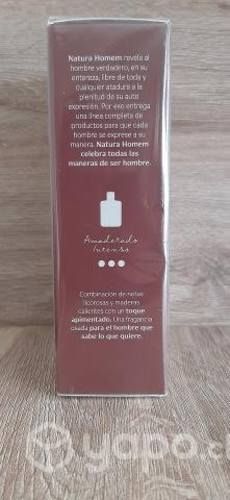 Natura Homem revela al
hombre verdadero, en su
entereza, libre de toda y
cualquier atadura a la
plenitud de su auto
expresión. Por eso entrega
una línea completa de
productos para que cada
hombre se exprese a su
manera. Natura Homem
celebra todas las
maneras de ser hombre.
Amaderado
Intenso
Combinación de notas
licorosas y maderas
calientes con un toque
apimentado. Una fragancia
osada para el hombre que
sabe lo que quiere.
yapo.cl